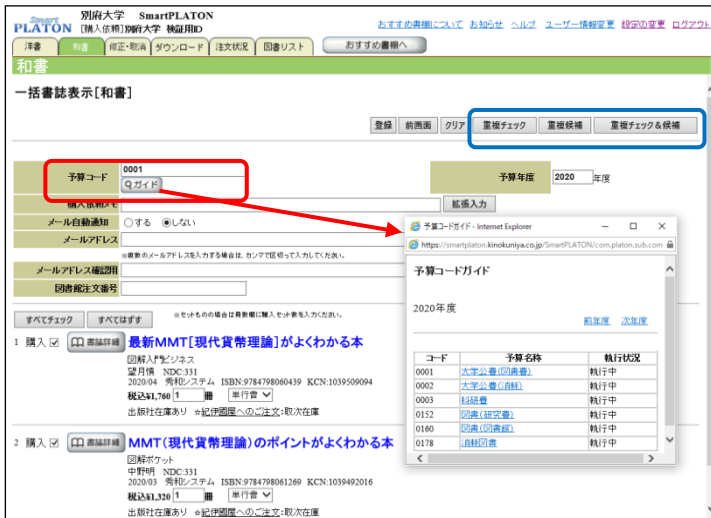 別府大学 SmartPLATON
Smart PLATON [購入依頼]別府大学 検証用ID
おすすめ書棚について お知らせ ヘルプ ユーザー情報変更 設定の変更 ログアウト
洋書 和書 修正・取消 ダウンロード 注文状況 図書リスト おすすめ書棚へ
和書
一括書誌表示[和書]
登録 前画面 クリア 重複チェック 重複候補 重複チェック&候補
予算コード 0001 予算年度 2020 年度
Qガイド
購入依頼メモ 拡張入力
メール自動通知 ○する ◉しない
メールアドレス
※複数のメールアドレスを入力する場合は、カンマで区切って入力してください。
メールアドレス確認用
図書館注文番号
すべてチェック すべてはずす ※セットものの場合は冊数欄に購入セット数を入力ください。
1 購入 ☑ 書誌詳細 最新MMT[現代貨幣理論]がよくわかる本
図解入門ビジネス
望月慎 NDC:331
2020/04 秀和システム ISBN:9784798060439 KCN:1039509094
税込¥1,760 1 冊 単行書
出版社在庫あり ☆紀伊國屋へのご注文:取次在庫
2 購入 ☑ 書誌詳細 MMT(現代貨幣理論)のポイントがよくわかる本
図解ポケット
中野明 NDC:331
2020/03 秀和システム ISBN:9784798061269 KCN:1039492016
税込¥1,320 1 冊 単行書
出版社在庫あり ☆紀伊國屋へのご注文:取次在庫
予算コードガイド - Internet Explorer
https://smartplaton.kinokuniya.co.jp/SmartPLATON/com.platon.sub.com
予算コードガイド
2020年度
前年度 次年度
コード 予算名称 執行状況
0001 大学公費(図書費) 執行中
0002 大学公費(消耗) 執行中
0003 科研費 執行中
0152 図書(研究費) 執行中
0160 図書(図書館) 執行中
0178 消耗図書 執行中